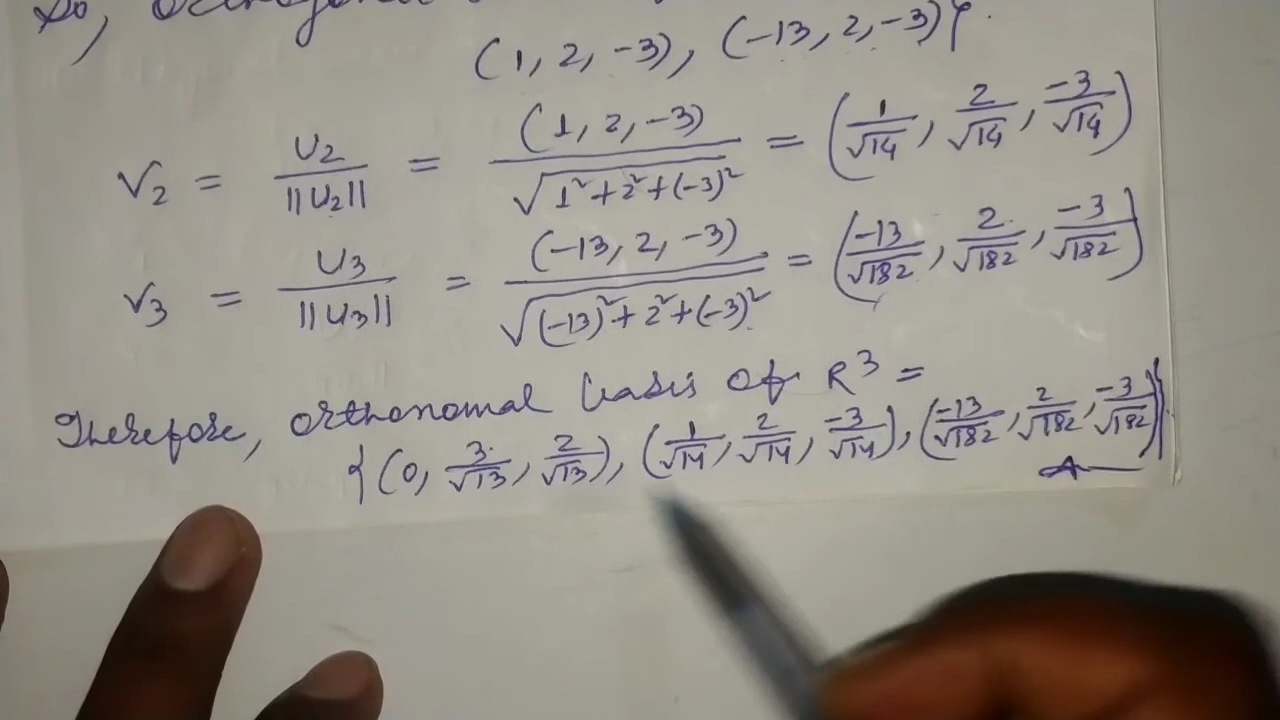 So, Orthogonal
(1, 2, -3), (-13, 2, -3)}.
V₂ = U₂/||U₂|| = (1, 2, -3)/√(1²+2²+(-3)²) = (1/√14, 2/√14, -3/√14)
V₃ = U₃/||U₃|| = (-13, 2, -3)/√((-13)²+2²+(-3)²) = (-13/√182, 2/√182, -3/√182)
Therefore, orthonomal basis of R³ =
{(0, 3/√13, 2/√13), (1/√14, 2/√14, -3/√14), (-13/√182, 2/√182, -3/√182)}.